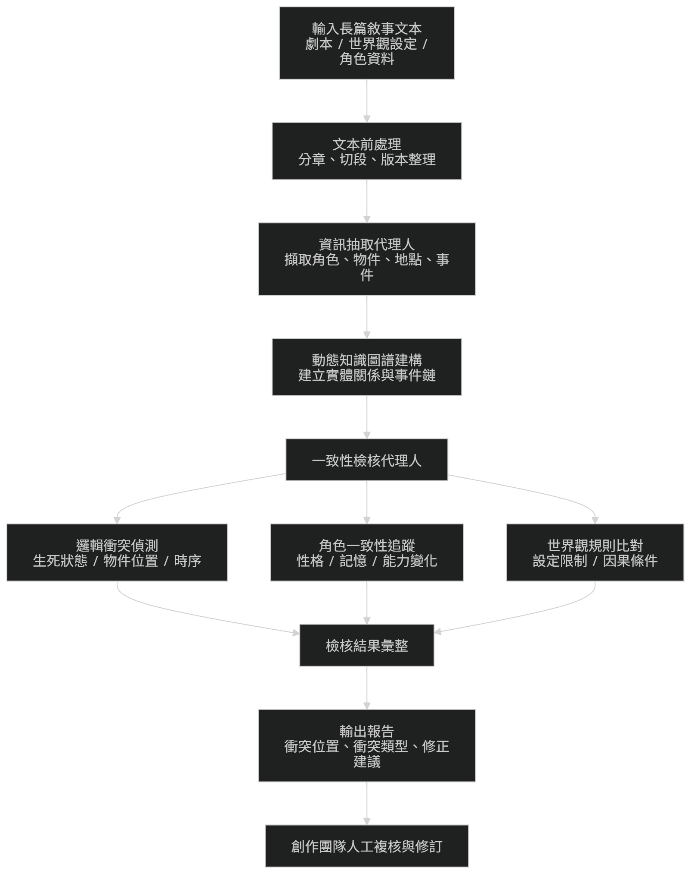 輸入長篇敘事文本
劇本 / 世界觀設定 /
角色資料
文本前處理
分章、切段、版本整理
資訊抽取代理人
擷取角色、物件、地點、事
件
動態知識圖譜建構
建立實體關係與事件鏈
一致性檢核代理人
邏輯衝突偵測
生死狀態 / 物件位置 / 時序
角色一致性追蹤
性格 / 記憶 / 能力變化
世界觀規則比對
設定限制 / 因果條件
檢核結果彙整
輸出報告
衝突位置、衝突類型、修正
建議
創作團隊人工複核與修訂